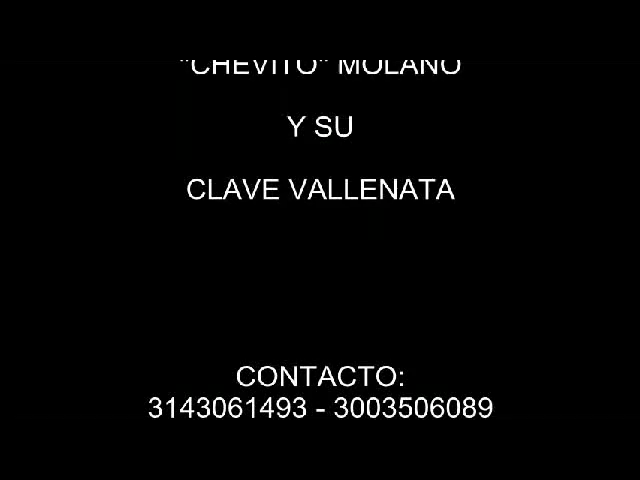 "CHEVITO" MOLANO
Y SU
CLAVE VALLENATA
CONTACTO:
3143061493 - 3003506089